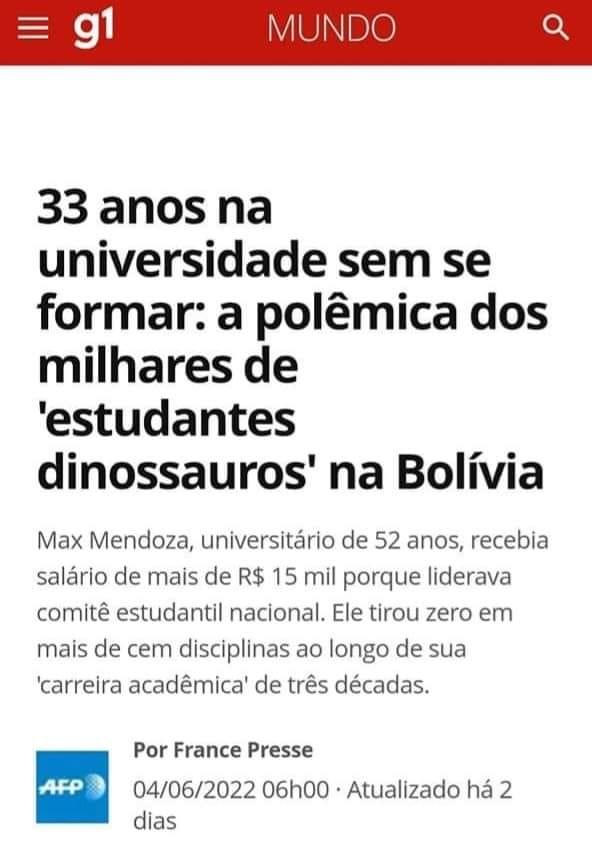 g1 MUNDO
33 anos na
universidade sem se
formar: a polêmica dos
milhares de
'estudantes
dinossauros' na Bolívia
Max Mendoza, universitário de 52 anos, recebia
salário de mais de R$ 15 mil porque liderava
comitê estudantil nacional. Ele tirou zero em
mais de cem disciplinas ao longo de sua
'carreira acadêmica' de três décadas.
Por France Presse
AFP
04/06/2022 06h00 · Atualizado há 2
dias